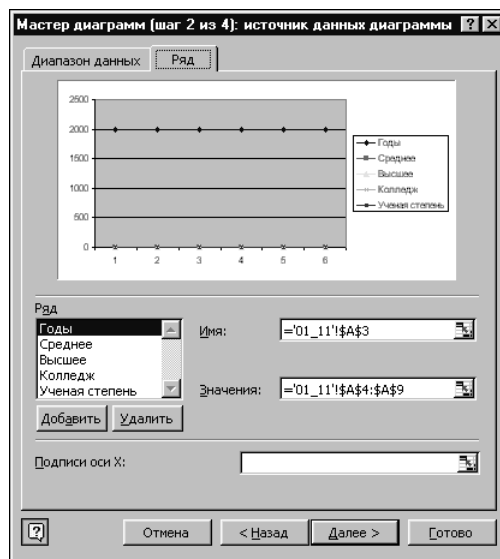 Мастер диаграмм (шаг 2 из 4): источник данных диаграммы
Диапазон данных Ряд
2500
2000
1500
1000
500
0
1 2 3 4 5 6
Годы
Среднее
Высшее
Колледж
Ученая степень
Ряд
Годы
Среднее
Высшее
Колледж
Ученая степень
Имя: ='01_11'!$A$3
Значения: ='01_11'!$A$4:$A$9
Добавить Удалить
Подписи оси X:
Отмена < Назад Далее > Готово